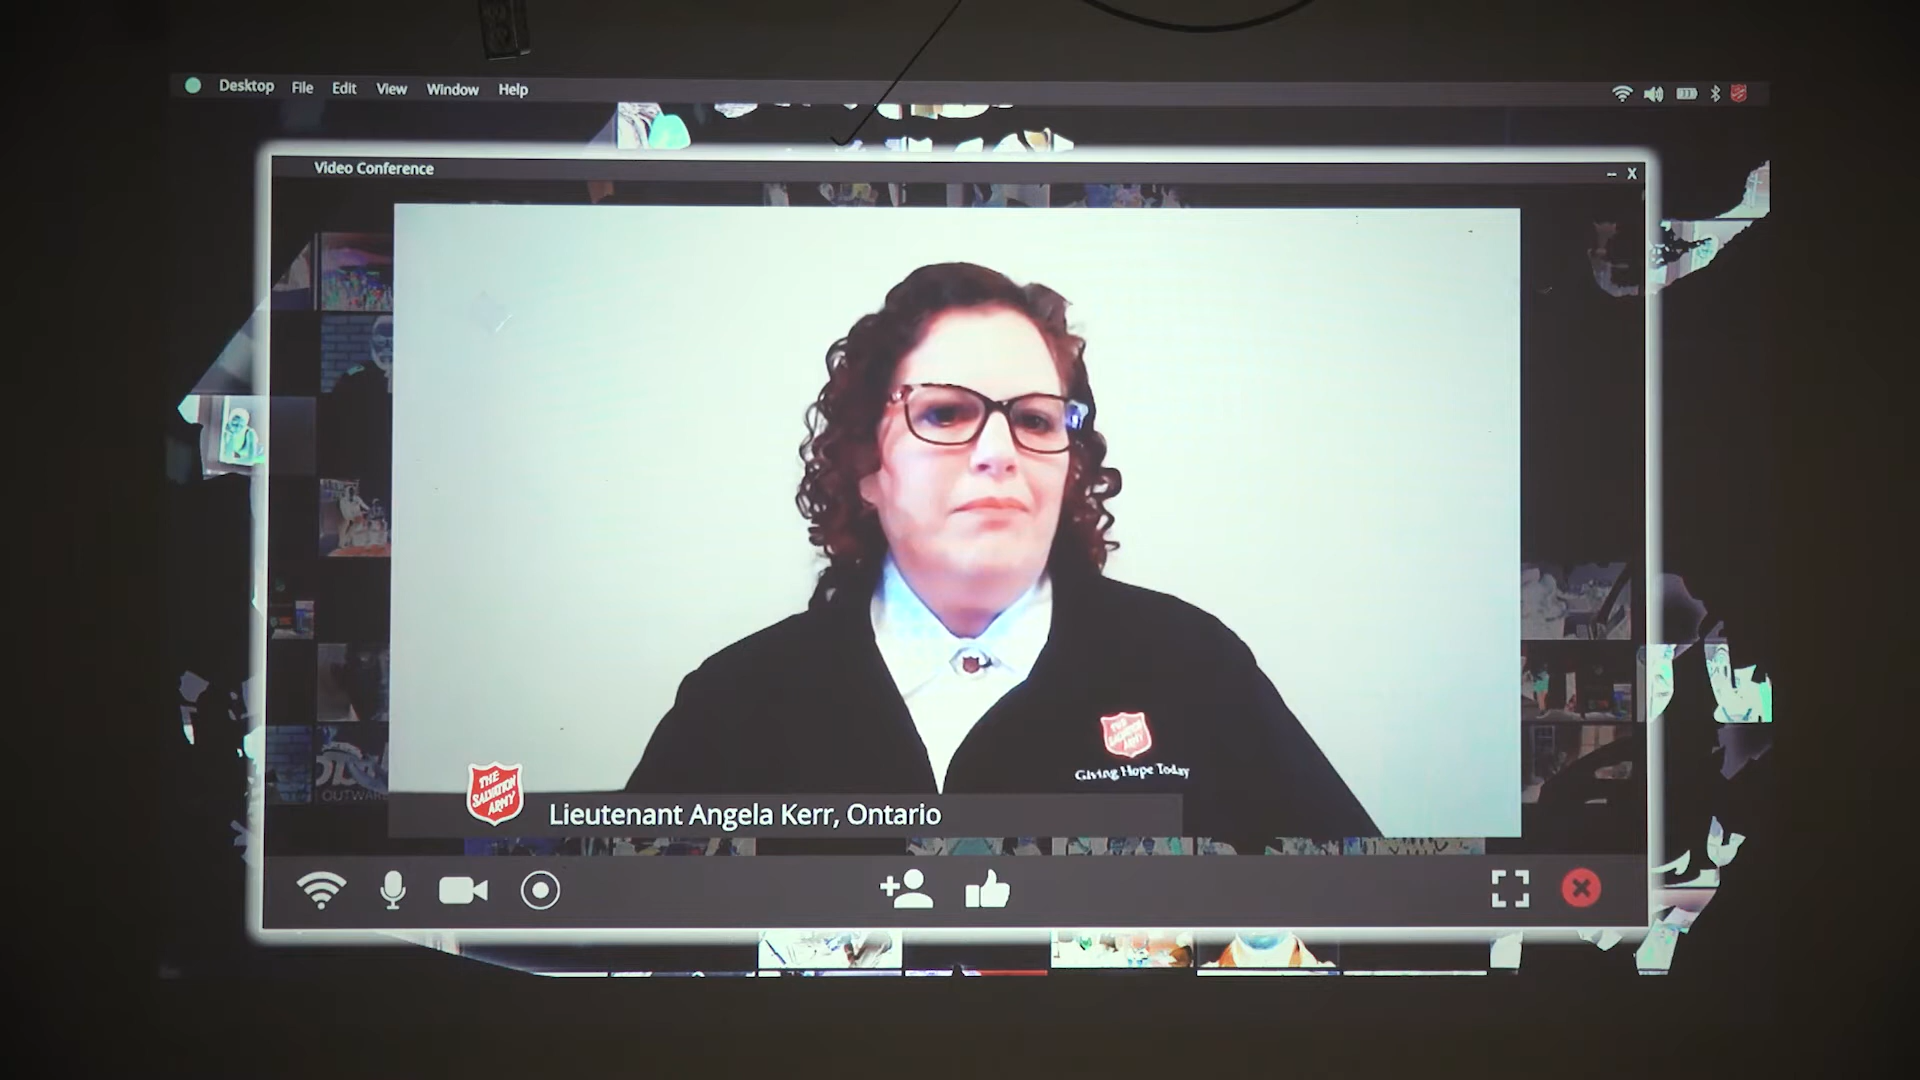 Desktop File Edit View Window Help
Video Conference
X
THE
SALVATION
ARMY
Giving Hope Today
THE
SALVATION
ARMY
Lieutenant Angela Kerr, Ontario
OUTWAR